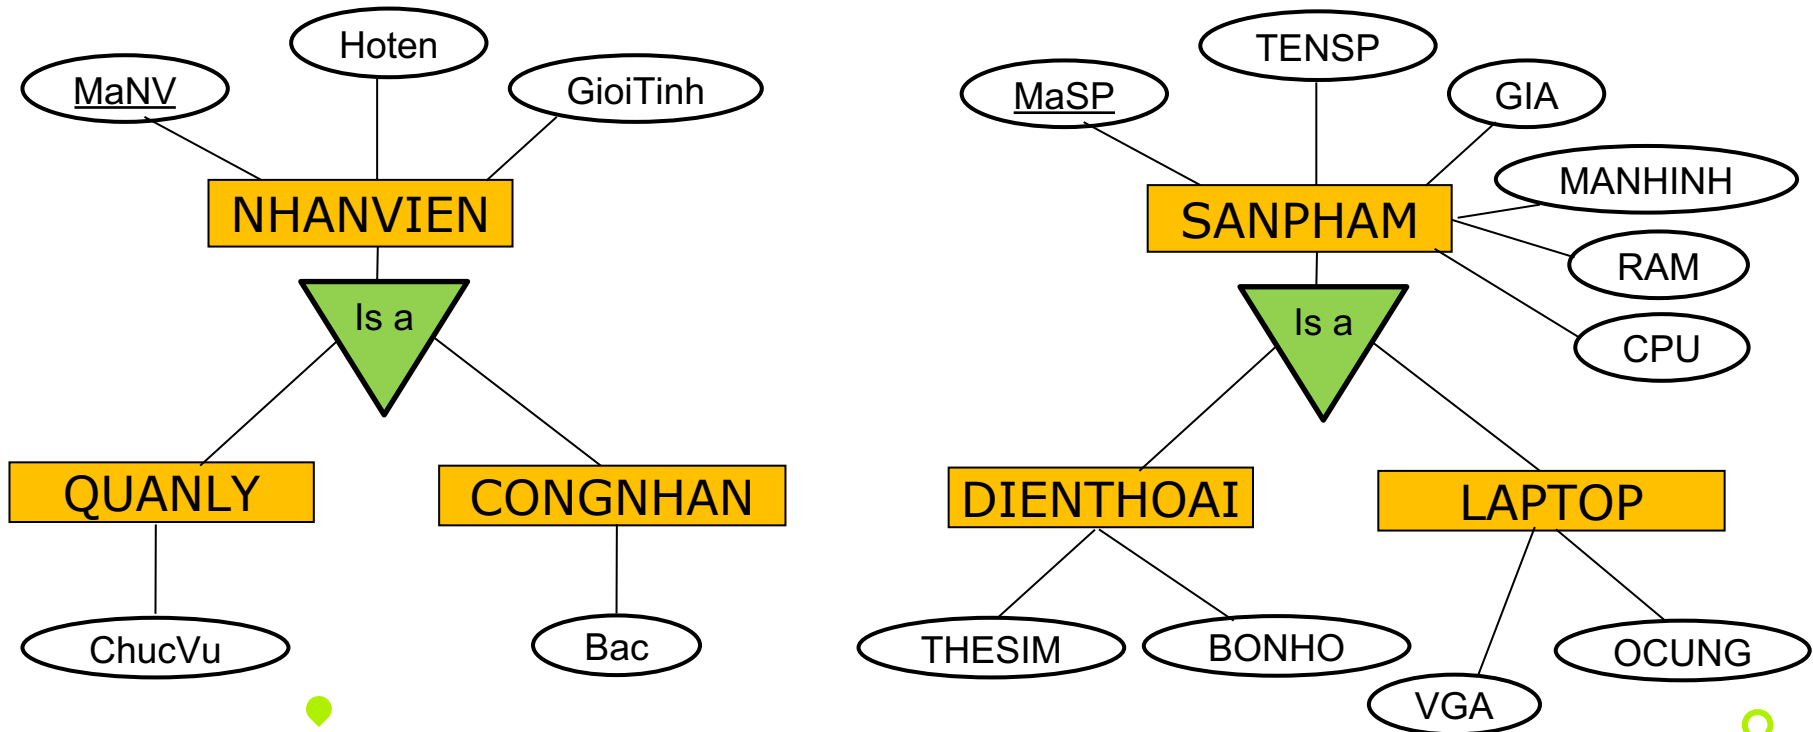 Hoten
MaNV
GioiTinh
NHANVIEN
Is a
QUANLY
CONGNHAN
ChucVu
Bac
TENSP
MaSP
GIA
MANHINH
SANPHAM
RAM
Is a
CPU
DIENTHOAI
LAPTOP
THESIM
BONHO
OCUNG
VGA